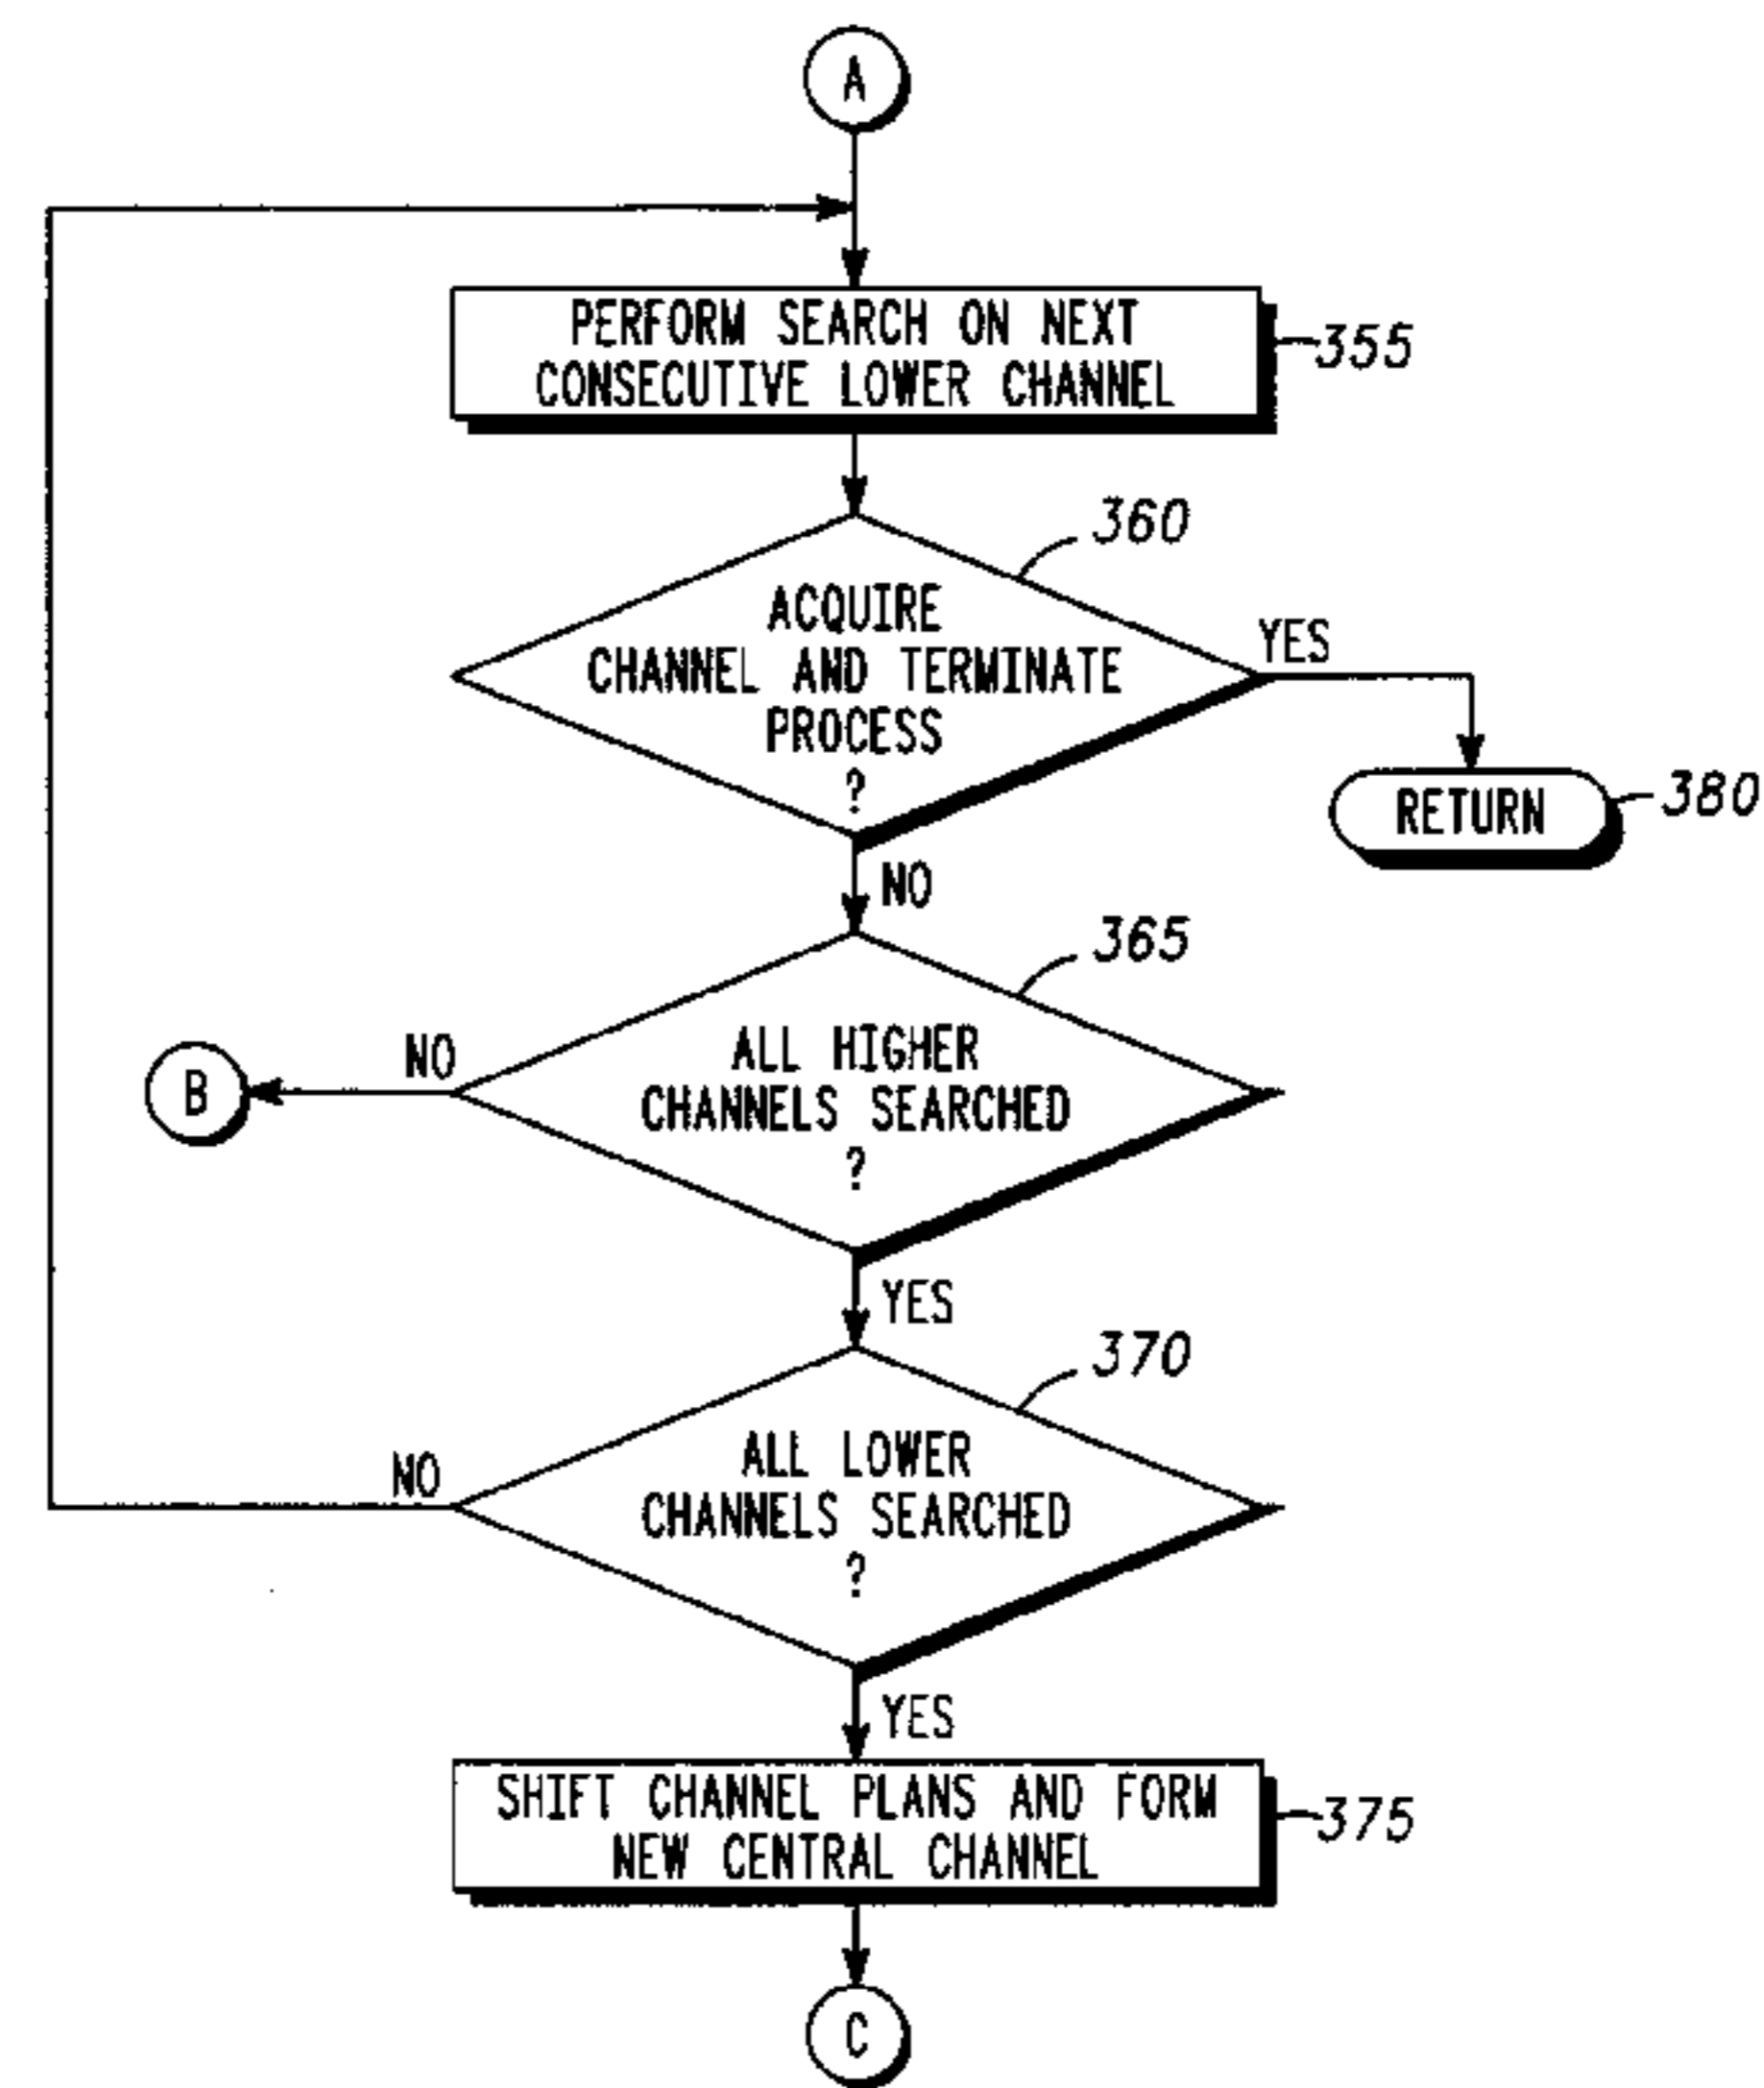 A
PERFORM SEARCH ON NEXT
CONSECUTIVE LOWER CHANNEL
355
360
ACQUIRE
CHANNEL AND TERMINATE
PROCESS
?
YES
RETURN
380
NO
365
ALL HIGHER
CHANNELS SEARCHED
?
NO
B
YES
370
ALL LOWER
CHANNELS SEARCHED
?
NO
YES
SHIFT CHANNEL PLANS AND FORM
NEW CENTRAL CHANNEL
375
C